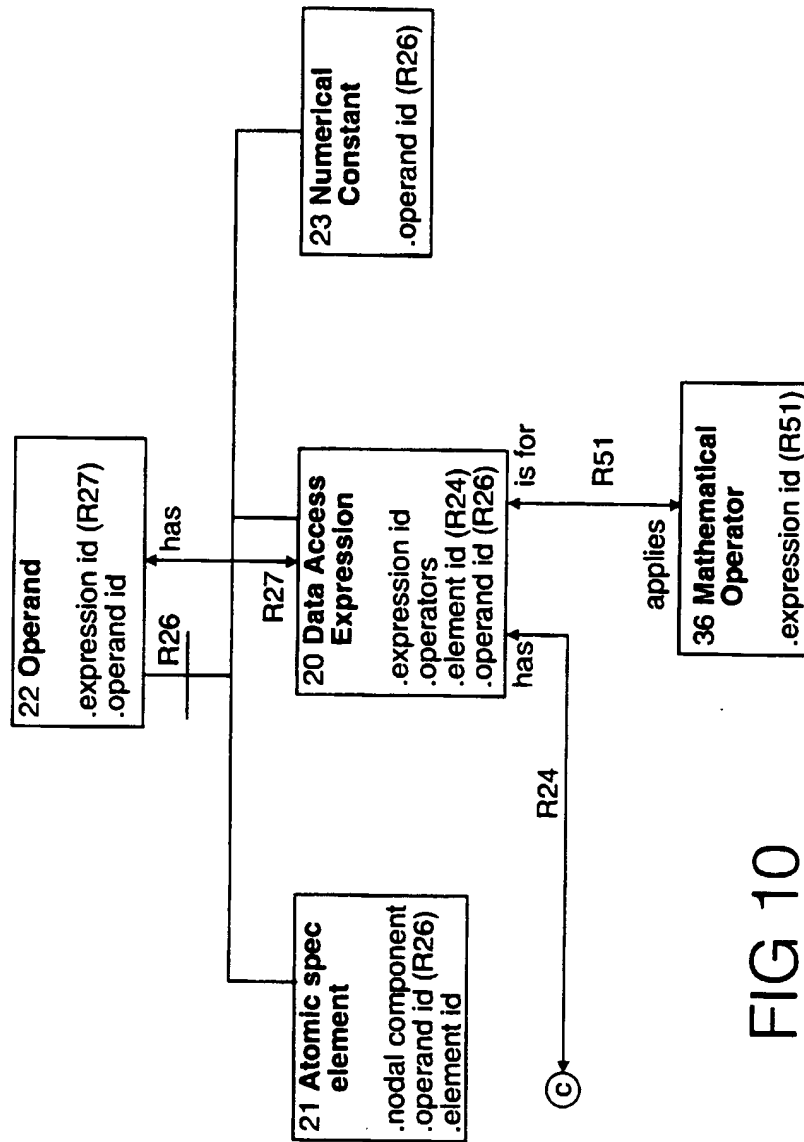 22 Operand
.expression id (R27)
.operand id
R26
has
R27
21 Atomic spec
element
.nodal component
.operand id (R26)
.element id
20 Data Access
Expression
.expression id
.operators
.element id (R24)
.operand id (R26)
23 Numerical
Constant
.operand id (R26)
has
is for
R24
R51
c
applies
36 Mathematical
Operator
.expression id (R51)
FIG 10